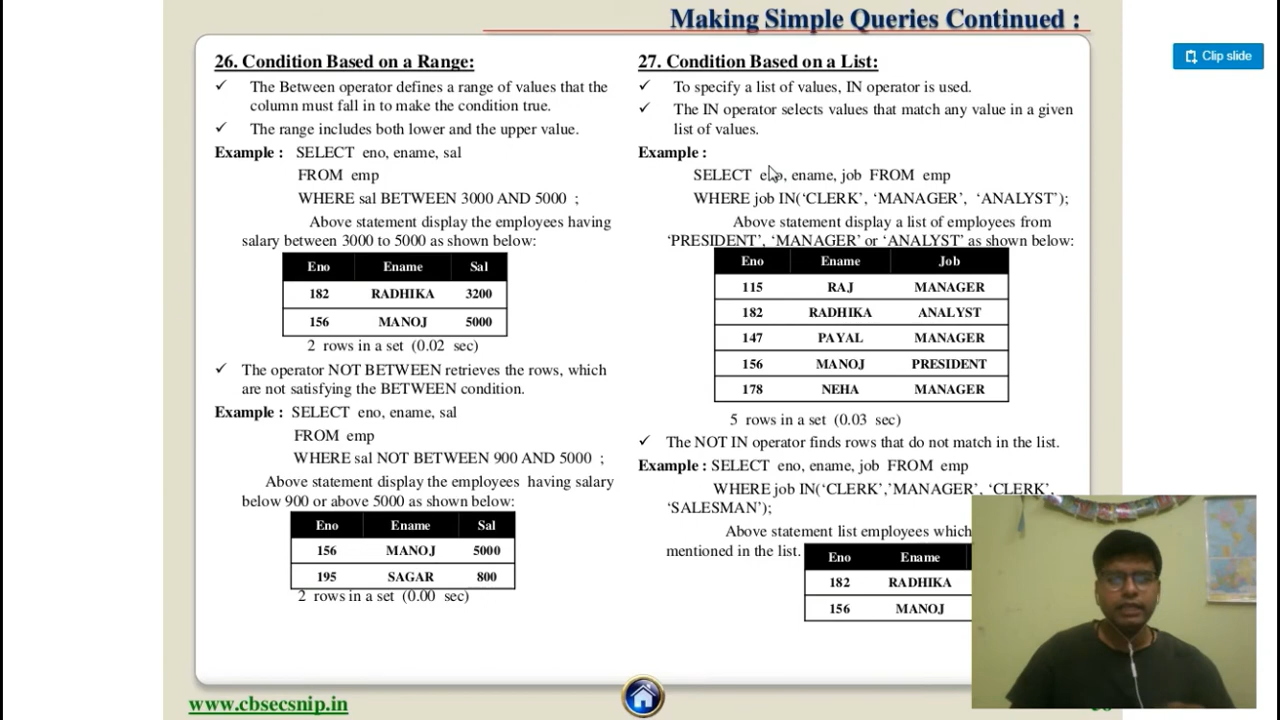 Making Simple Queries Continued :
Clip slide
26. Condition Based on a Range:
✓ The Between operator defines a range of values that the
column must fall in to make the condition true.
✓ The range includes both lower and the upper value.
Example : SELECT eno, ename, sal
FROM emp
WHERE sal BETWEEN 3000 AND 5000 ;
Above statement display the employees having
salary between 3000 to 5000 as shown below:
Eno Ename Sal
182 RADHIKA 3200
156 MANOJ 5000
2 rows in a set (0.02 sec)
✓ The operator NOT BETWEEN retrieves the rows, which
are not satisfying the BETWEEN condition.
Example : SELECT eno, ename, sal
FROM emp
WHERE sal NOT BETWEEN 900 AND 5000 ;
Above statement display the employees having salary
below 900 or above 5000 as shown below:
Eno Ename Sal
156 MANOJ 5000
195 SAGAR 800
2 rows in a set (0.00 sec)
27. Condition Based on a List:
✓ To specify a list of values, IN operator is used.
✓ The IN operator selects values that match any value in a given
list of values.
Example :
SELECT eno, ename, job FROM emp
WHERE job IN(‘CLERK’, ‘MANAGER’, ‘ANALYST’);
Above statement display a list of employees from
‘PRESIDENT’, ‘MANAGER’ or ‘ANALYST’ as shown below:
Eno Ename Job
115 RAJ MANAGER
182 RADHIKA ANALYST
147 PAYAL MANAGER
156 MANOJ PRESIDENT
178 NEHA MANAGER
5 rows in a set (0.03 sec)
✓ The NOT IN operator finds rows that do not match in the list.
Example : SELECT eno, ename, job FROM emp
WHERE job IN(‘CLERK’,’MANAGER’, ‘CLERK’,
‘SALESMAN’);
Above statement list employees which
mentioned in the list.
Eno Ename
182 RADHIKA
156 MANOJ
www.cbsecsnip.in